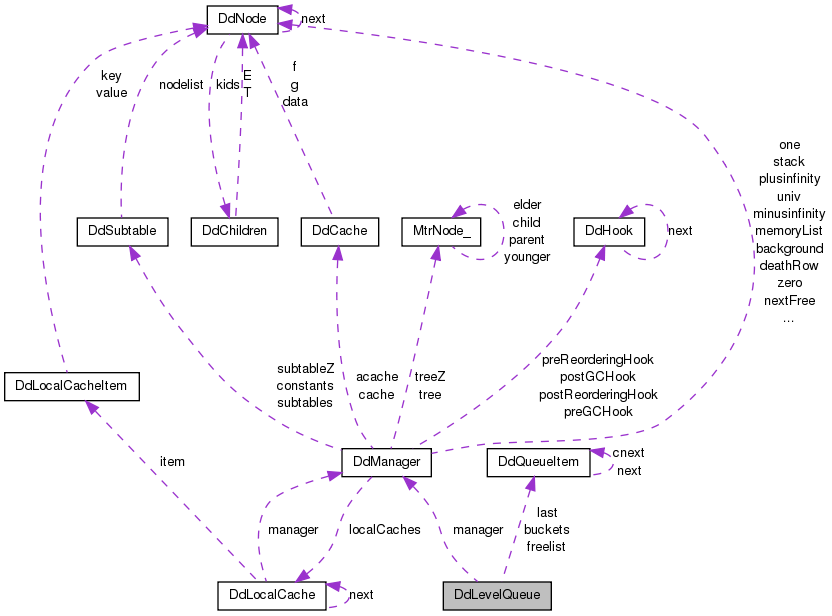 DdNode
next
key
value
nodelist
kids
E
T
f
g
data
one
stack
plusinfinity
univ
minusinfinity
memoryList
background
deathRow
zero
nextFree
...
DdSubtable
DdChildren
DdCache
MtrNode_
elder
child
parent
younger
DdHook
next
DdLocalCacheItem
subtableZ
constants
subtables
acache
cache
treeZ
tree
preReorderingHook
postGCHook
postReorderingHook
preGCHook
item
DdManager
DdQueueItem
cnext
next
manager
localCaches
manager
last
buckets
freelist
DdLocalCache
next
DdLevelQueue